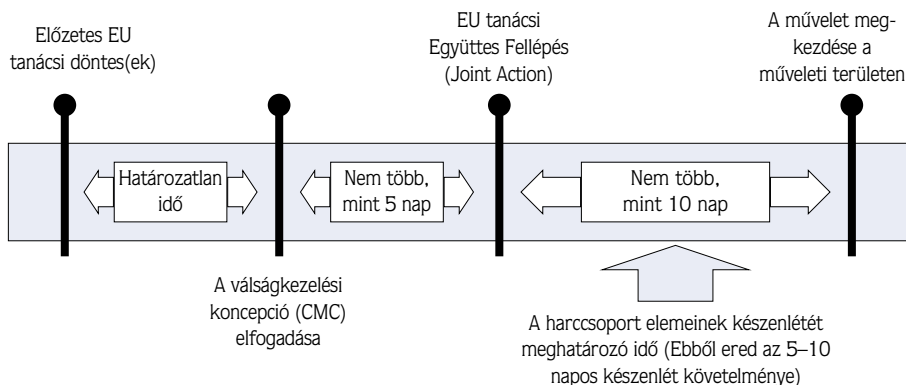 Előzetes EU
tanácsi döntes(ek)
EU tanácsi
Együttes Fellépés
(Joint Action)
A művelet meg-
kezdése a
műveleti területen
Határozatlan
idő
Nem több,
mint 5 nap
Nem több,
mint 10 nap
A válságkezelési
koncepció (CMC)
elfogadása
A harccsoport elemeinek készenlétét
meghatározó idő (Ebből ered az 5–10
napos készenlét követelménye)